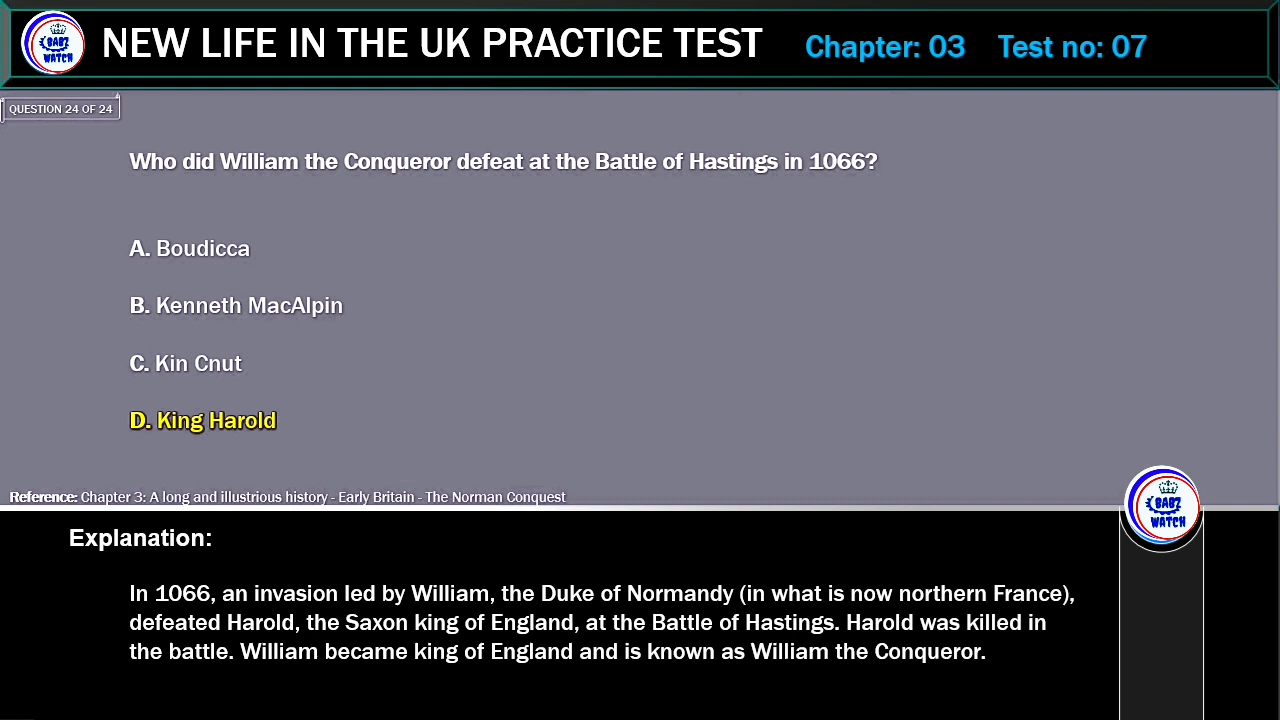 BABZ
WATCH
NEW LIFE IN THE UK PRACTICE TEST Chapter: 03 Test no: 07
QUESTION 24 OF 24
Who did William the Conqueror defeat at the Battle of Hastings in 1066?
A. Boudicca
B. Kenneth MacAlpin
C. Kin Cnut
D. King Harold
Reference: Chapter 3: A long and illustrious history - Early Britain - The Norman Conquest
BABZ
WATCH
Explanation:
In 1066, an invasion led by William, the Duke of Normandy (in what is now northern France),
defeated Harold, the Saxon king of England, at the Battle of Hastings. Harold was killed in
the battle. William became king of England and is known as William the Conqueror.